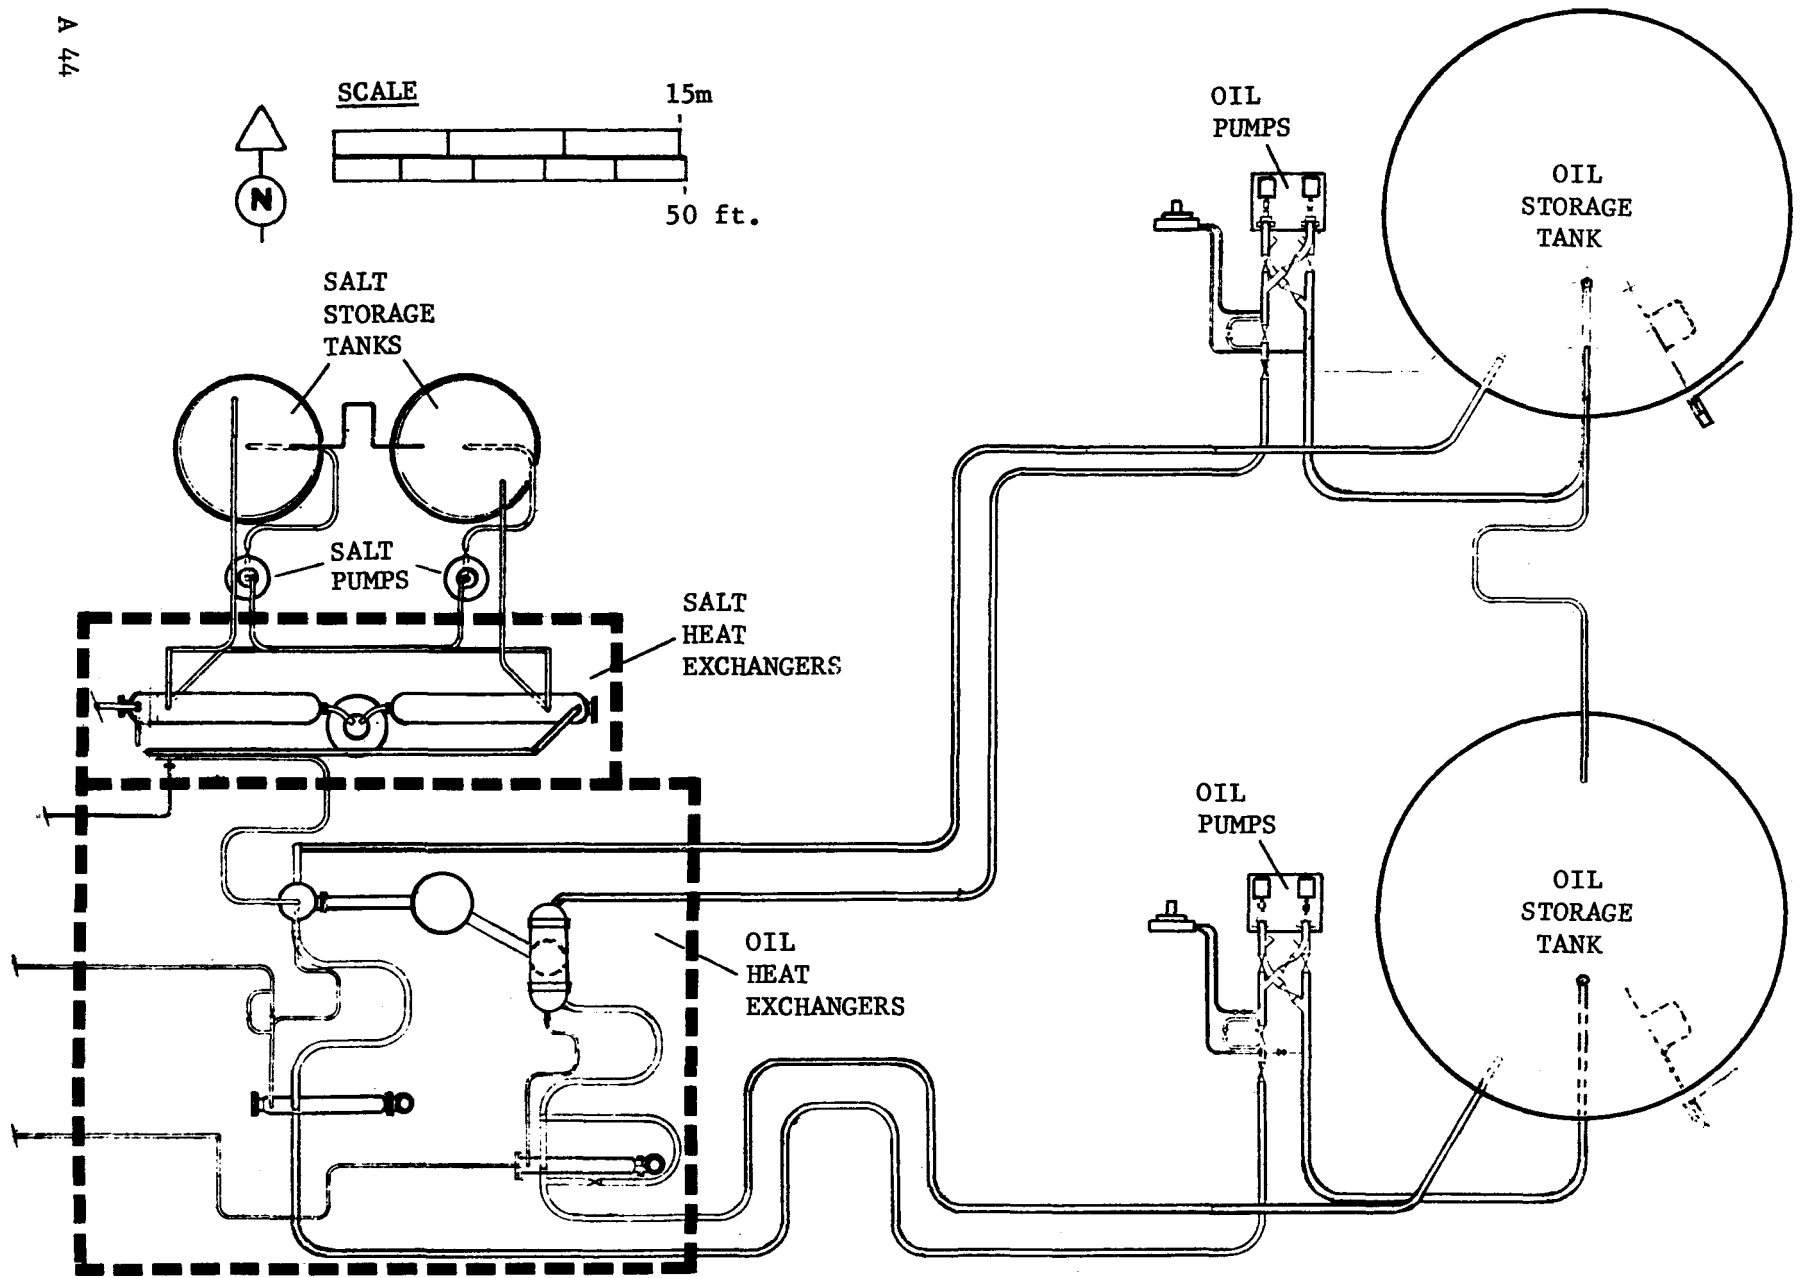 A 44
SCALE
15m
N
50 ft.
OIL
PUMPS
OIL
STORAGE
TANK
SALT
STORAGE
TANKS
SALT
PUMPS
SALT
HEAT
EXCHANGERS
OIL
PUMPS
OIL
STORAGE
TANK
OIL
HEAT
EXCHANGERS